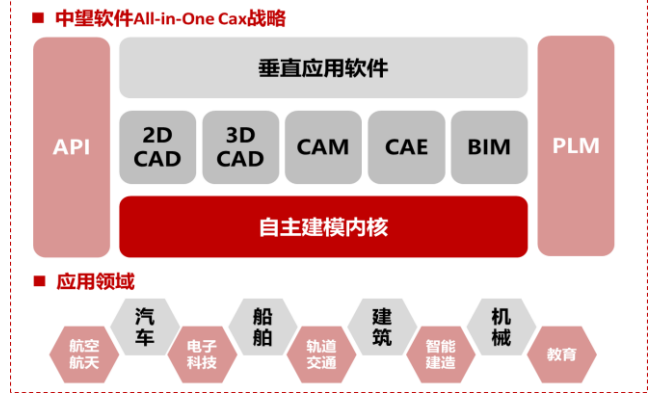 中望软件All-in-One Cax战略
垂直应用软件
API
2D
CAD
3D
CAD
CAM
CAE
BIM
PLM
自主建模内核
应用领域
航空
航天
汽
车
电子
科技
船
舶
轨道
交通
建
筑
智能
建造
机
械
教育